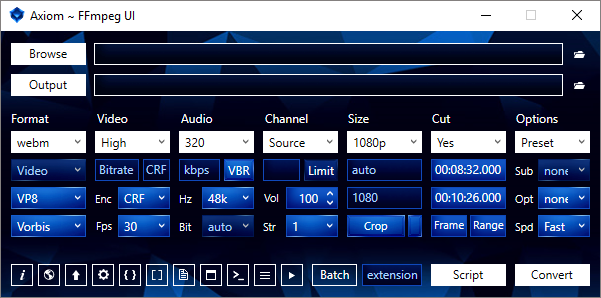 Axiom ~ FFmpeg UI
Browse
Output
Format Video Audio Channel Size Cut Options
webm High 320 Source 1080p Yes Preset
Video Bitrate CRF kbps VBR Limit auto 00:08:32.000 Sub none
VP8 Enc CRF Hz 48k Vol 100 1080 00:10:26.000 Opt none
Vorbis Fps 30 Bit auto Str 1 Crop Frame Range Spd Fast
i { } [ ] >_ Batch extension Script Convert